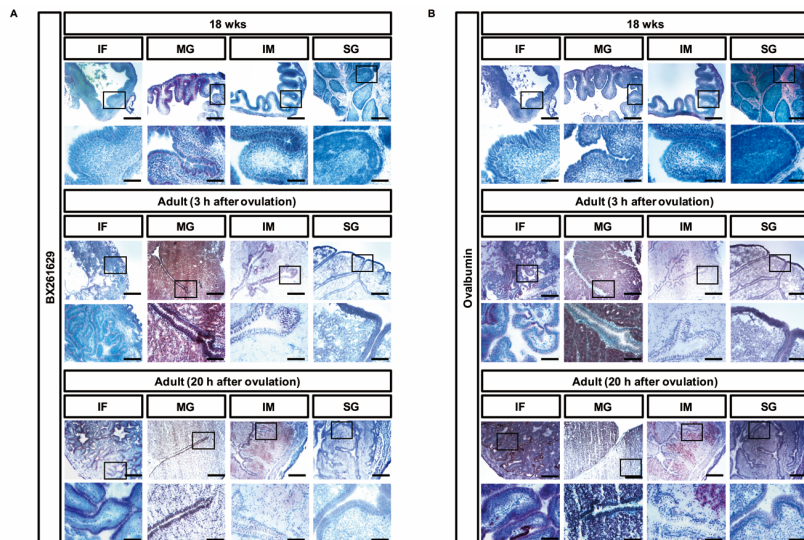 A
BX261629
18 wks
IF MG IM SG
Adult (3 h after ovulation)
IF MG IM SG
Adult (20 h after ovulation)
IF MG IM SG
B
Ovalbumin
18 wks
IF MG IM SG
Adult (3 h after ovulation)
IF MG IM SG
Adult (20 h after ovulation)
IF MG IM SG